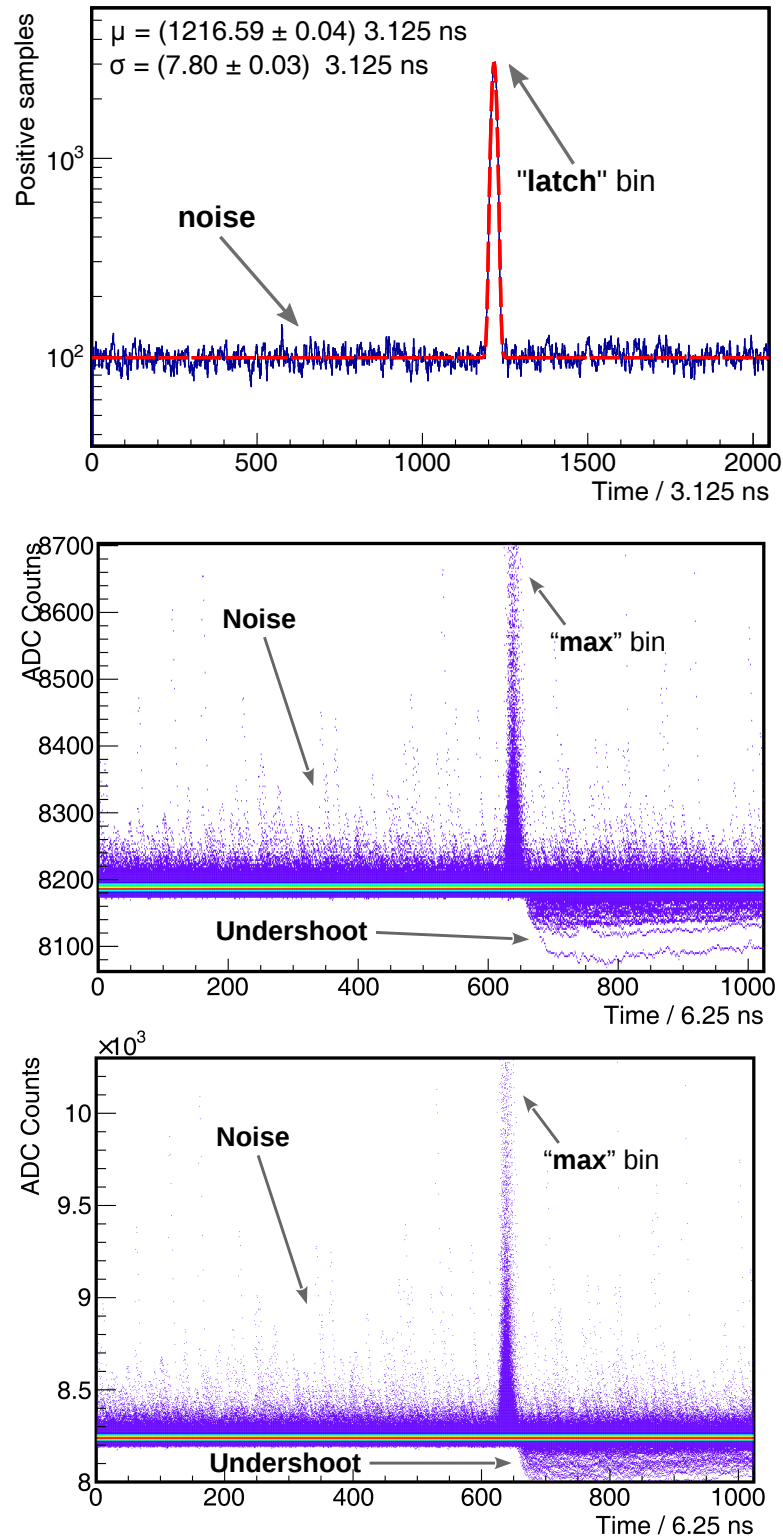 μ = (1216.59 ± 0.04) 3.125 ns
σ = (7.80 ± 0.03) 3.125 ns
Positive samples
10³
10²
"latch" bin
noise
0 500 1000 1500 2000
Time / 3.125 ns
ADC Coutns
8700
8600
8500
8400
8300
8200
8100
Noise
“max” bin
Undershoot
0 200 400 600 800 1000
Time / 6.25 ns
×10³
ADC Counts
10
9.5
9
8.5
8
Noise
“max” bin
Undershoot
0 200 400 600 800 1000
Time / 6.25 ns